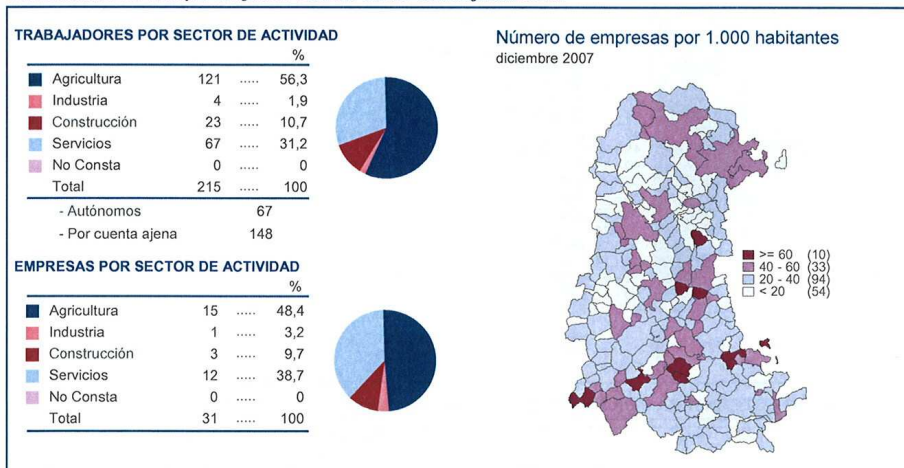 TRABAJADORES POR SECTOR DE ACTIVIDAD
%
Agricultura 121 ..... 56,3
Industria 4 ..... 1,9
Construcción 23 ..... 10,7
Servicios 67 ..... 31,2
No Consta 0 ..... 0
Total 215 ..... 100
- Autónomos 67
- Por cuenta ajena 148
EMPRESAS POR SECTOR DE ACTIVIDAD
%
Agricultura 15 ..... 48,4
Industria 1 ..... 3,2
Construcción 3 ..... 9,7
Servicios 12 ..... 38,7
No Consta 0 ..... 0
Total 31 ..... 100
Número de empresas por 1.000 habitantes
diciembre 2007
>= 60 (10)
40 - 60 (33)
20 - 40 (94)
< 20 (54)